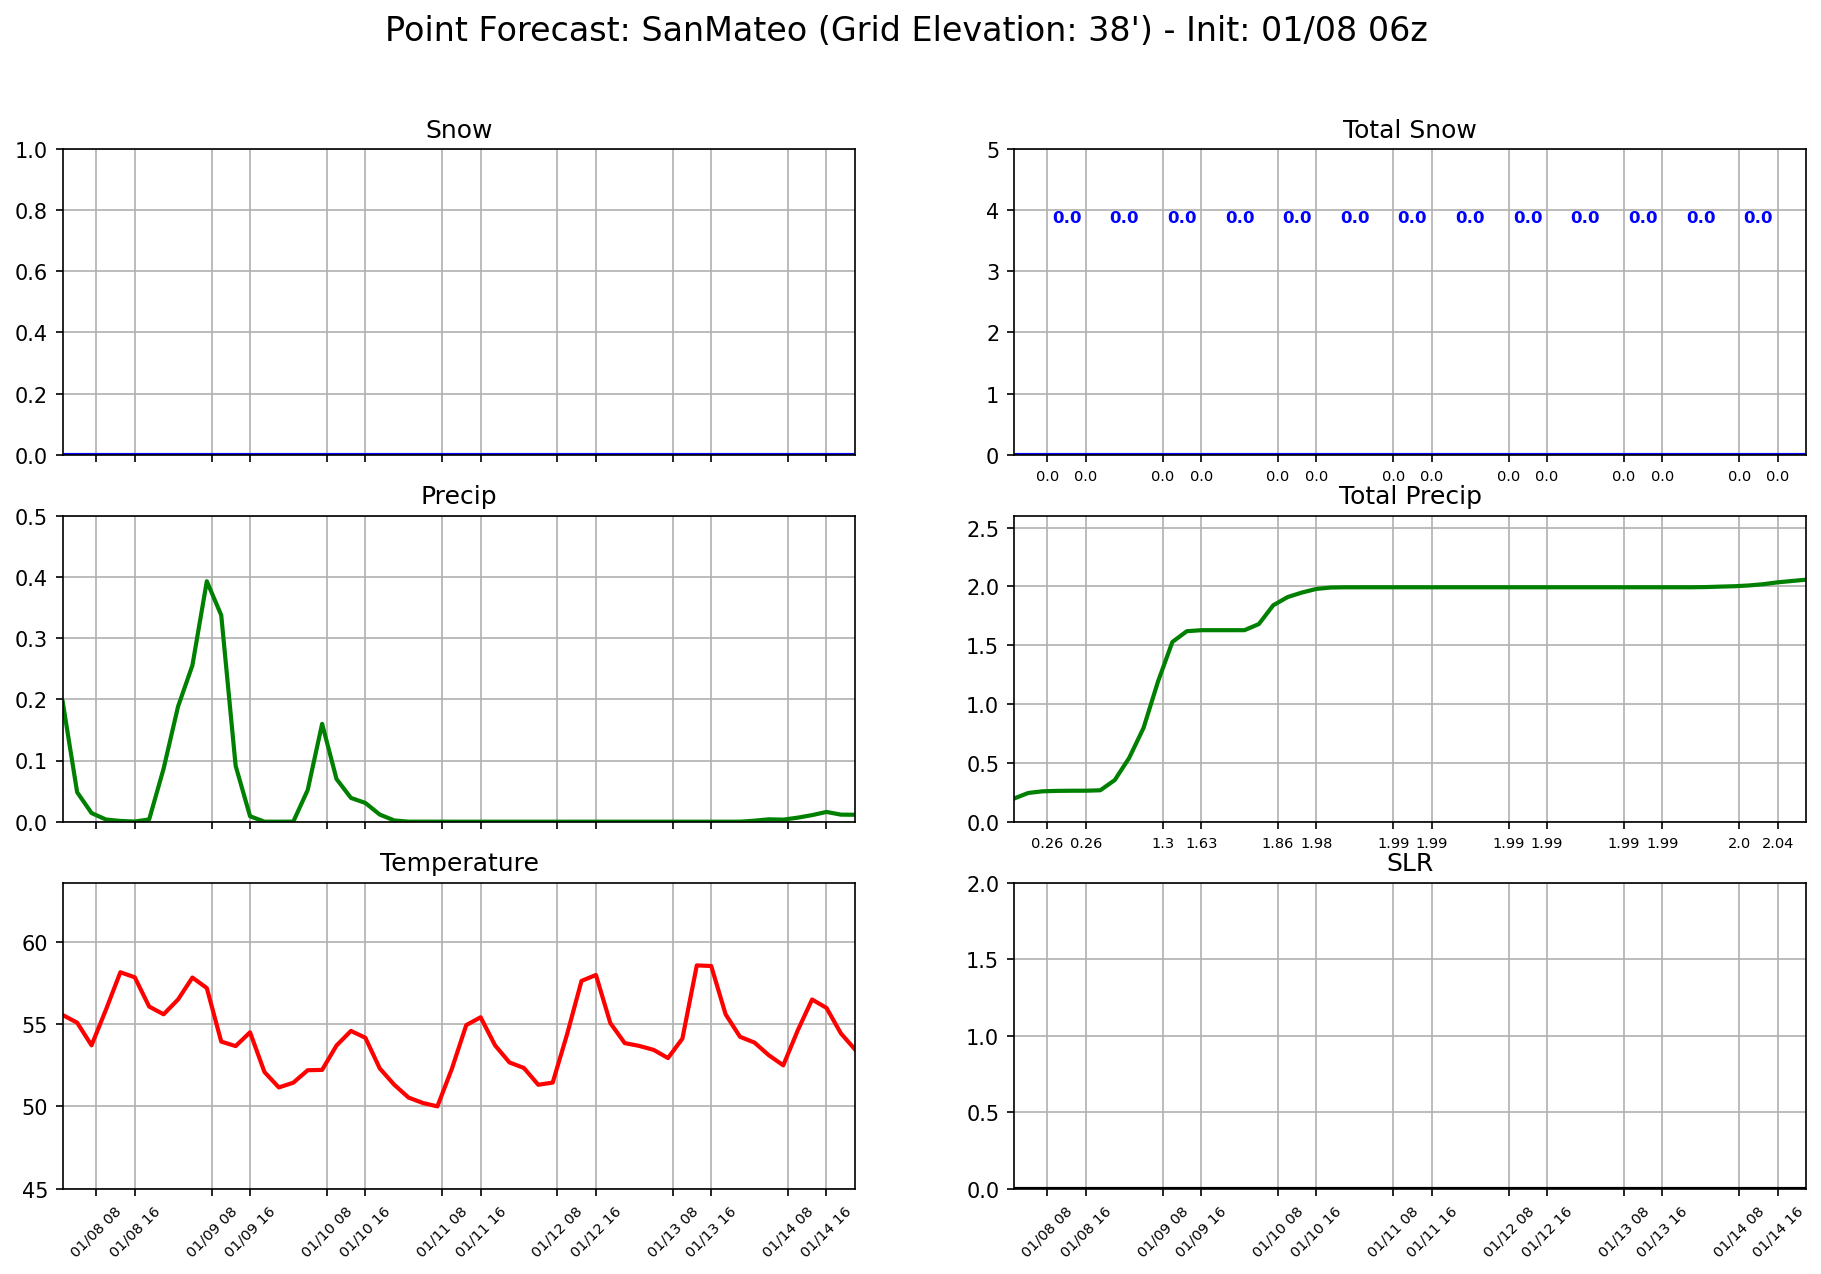 Point Forecast: SanMateo (Grid Elevation: 38') - Init: 01/08 06z
Snow
1.0
0.8
0.6
0.4
0.2
0.0
Total Snow
5
4
3
2
1
0
0.0 0.0 0.0 0.0 0.0 0.0 0.0 0.0 0.0 0.0 0.0 0.0 0.0
0.0 0.0 0.0 0.0 0.0 0.0 0.0 0.0 0.0 0.0 0.0 0.0 0.0 0.0
Precip
0.5
0.4
0.3
0.2
0.1
0.0
Total Precip
2.5
2.0
1.5
1.0
0.5
0.0
0.26 0.26 1.3 1.63 1.86 1.98 1.99 1.99 1.99 1.99 1.99 1.99 2.0 2.04
Temperature
60
55
50
45
01/08 08 01/08 16 01/09 08 01/09 16 01/10 08 01/10 16 01/11 08 01/11 16 01/12 08 01/12 16 01/13 08 01/13 16 01/14 08 01/14 16
SLR
2.0
1.5
1.0
0.5
0.0
01/08 08 01/08 16 01/09 08 01/09 16 01/10 08 01/10 16 01/11 08 01/11 16 01/12 08 01/12 16 01/13 08 01/13 16 01/14 08 01/14 16